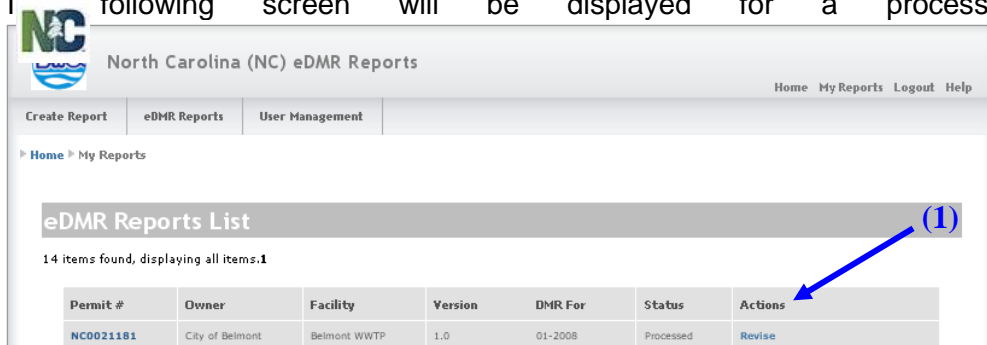 following screen will be displayed for a process
NC
North Carolina (NC) eDMR Reports
Home My Reports Logout Help
Create Report eDMR Reports User Management
Home My Reports
eDMR Reports List
(1)
14 items found, displaying all items.1
Permit # Owner Facility Version DMR For Status Actions
NC0021181 City of Belmont Belmont WWTP 1.0 01-2008 Processed Revise